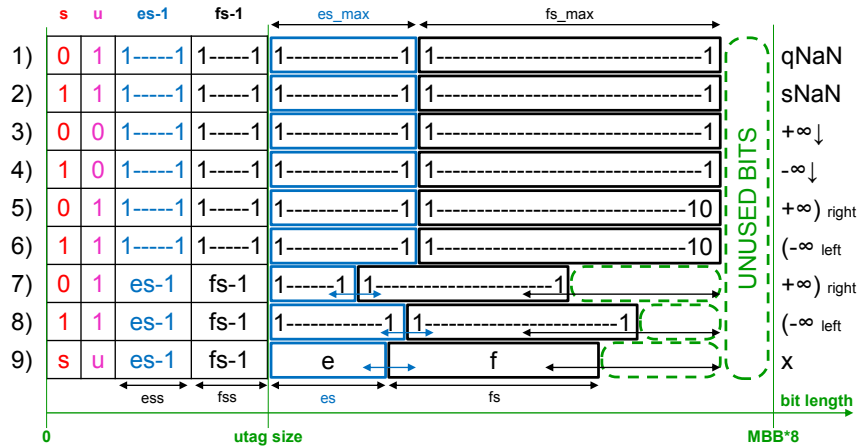 s u es-1 fs-1 es_max fs_max
1) 0 1 1-----1 1-----1 1-------------1 1-----------------------------1 qNaN
2) 1 1 1-----1 1-----1 1-------------1 1-----------------------------1 sNaN
3) 0 0 1-----1 1-----1 1-------------1 1-----------------------------1 +∞↓
4) 1 0 1-----1 1-----1 1-------------1 1-----------------------------1 -∞↓
5) 0 1 1-----1 1-----1 1-------------1 1---------------------------10 +∞) right
6) 1 1 1-----1 1-----1 1-------------1 1---------------------------10 (-∞ left
7) 0 1 es-1 fs-1 1------1 1--------------------1 +∞) right
8) 1 1 es-1 fs-1 1------------1 1---------------------1 (-∞ left
9) s u es-1 fs-1 e f x
UNUSED BITS
ess fss es fs bit length
0 utag size MBB*8